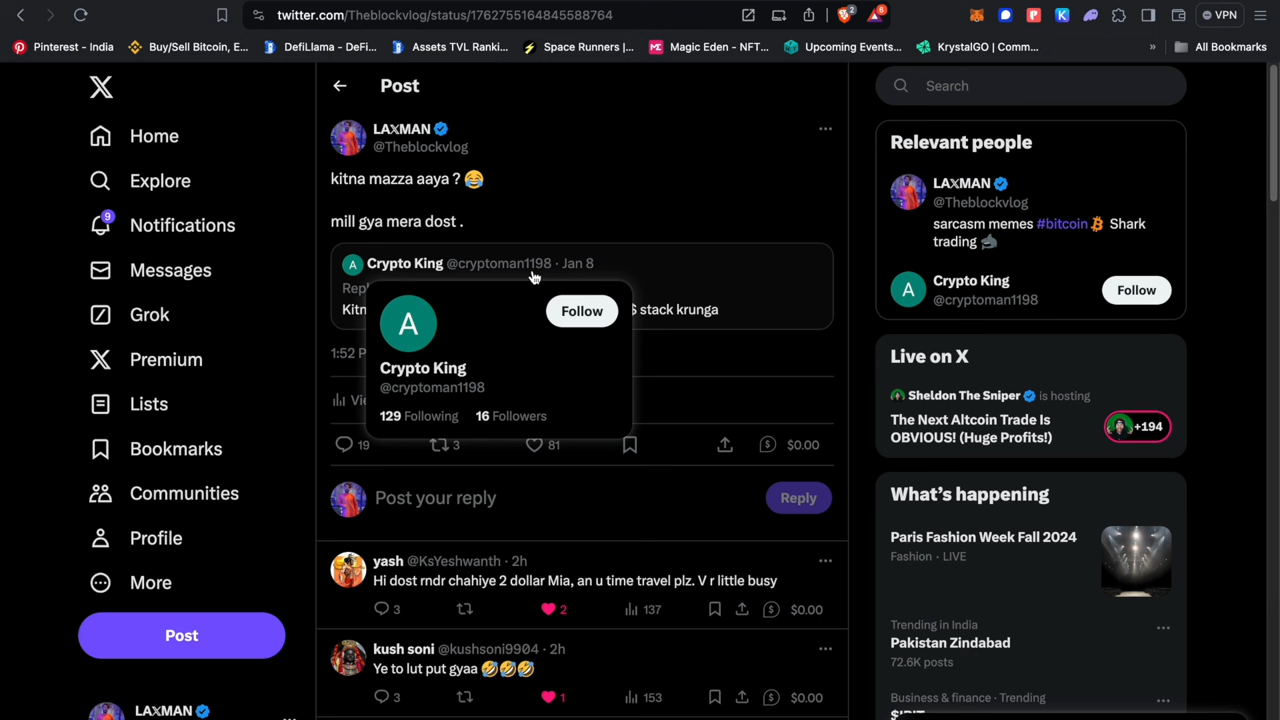 twitter.com/Theblockvlog/status/1762755164845588764
2
6
VPN
Pinterest - India
Buy/Sell Bitcoin, E...
DefiLlama - DeFi...
Assets TVL Ranki...
Space Runners |...
Magic Eden - NFT...
Upcoming Events...
KrystalGO | Comm...
»
All Bookmarks
Home
Explore
9
Notifications
Messages
Grok
Premium
Lists
Bookmarks
Communities
Profile
More
Post
LAXMAN
Post
LAXMAN
@Theblockvlog
kitna mazza aaya ? 😂
mill gya mera dost .
A Crypto King @cryptoman1198 · Jan 8
Repl
Kitn
$ stack krunga
A
Follow
Crypto King
@cryptoman1198
129 Following 16 Followers
1:52 P
Vie
19 3 81 $0.00
Post your reply
Reply
yash @KsYeshwanth · 2h
Hi dost rndr chahiye 2 dollar Mia, an u time travel plz. V r little busy
3 2 137 $0.00
kush soni @kushsoni9904 · 2h
Ye to lut put gyaa 🤣🤣🤣
3 1 153 $0.00
Search
Relevant people
LAXMAN
@Theblockvlog
sarcasm memes #bitcoin Shark
trading 🦈
A
Crypto King
@cryptoman1198
Follow
Live on X
Sheldon The Sniper is hosting
The Next Altcoin Trade Is
OBVIOUS! (Huge Profits!)
+194
What's happening
Paris Fashion Week Fall 2024
Fashion · LIVE
Trending in India
Pakistan Zindabad
72.6K posts
Business & finance · Trending